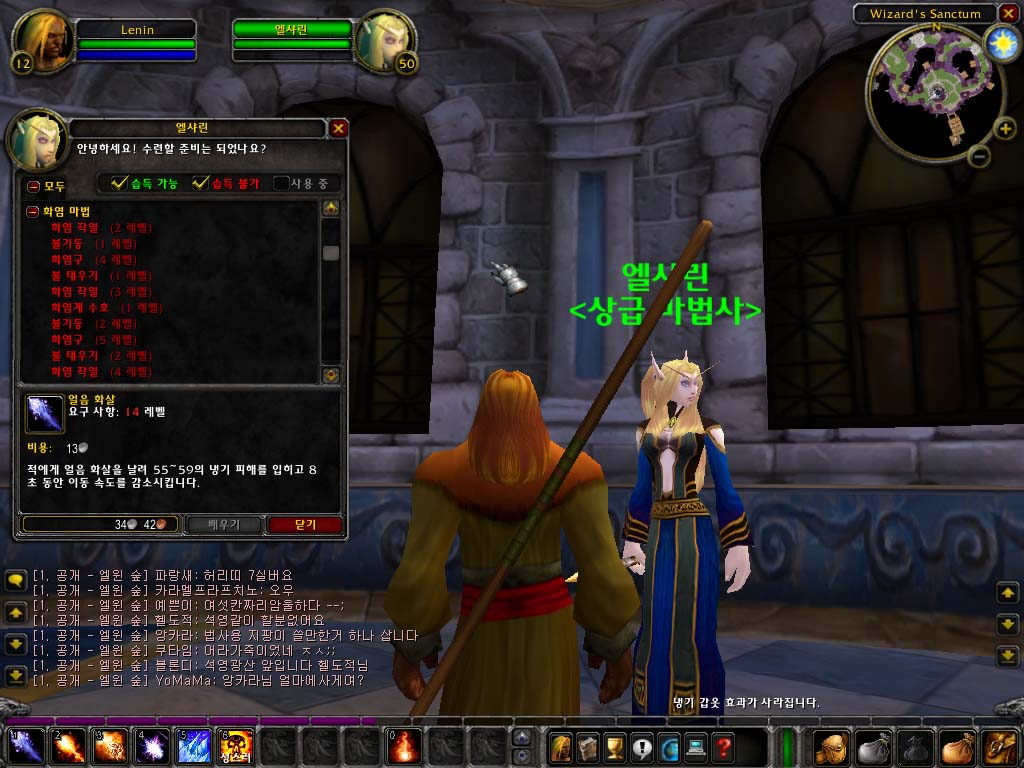 Lenin
12
엘샤린
50
Wizard's Sanctum
N
엘샤린
안녕하세요! 수련할 준비는 되었나요?
모두 습득 가능 습득 불가 사용 중
화염 마법
화염 작열 (2 레벨)
불기둥 (1 레벨)
화염구 (4 레벨)
불 태우기 (1 레벨)
화염 작열 (3 레벨)
화염계 수호 (1 레벨)
불기둥 (2 레벨)
화염구 (5 레벨)
불 태우기 (2 레벨)
화염 작열 (4 레벨)
얼음 화살
요구 사항: 14 레벨
비용: 13
적에게 얼음 화살을 날려 55~59의 냉기 피해를 입히고 8
초 동안 이동 속도를 감소시킵니다.
34 42 배우기 닫기
엘샤린
<상급 마법사>
[1. 공개 - 엘윈 숲] 파랑새: 허리띠 7실버요
[1. 공개 - 엘윈 숲] 카라멜프라프치노: 오우
[1. 공개 - 엘윈 숲] 예쁜이: 여섯칸짜리암울하다 --;
[1. 공개 - 엘윈 숲] 헬도적: 석영같이 할분없어요
[1. 공개 - 엘윈 숲] 앙카라: 법사용 지팡이 쓸만한거 하나 삽니다
[1. 공개 - 엘윈 숲] 쿠타임: 머라가죽이었네 ㅈㅅ;;
[1. 공개 - 엘윈 숲] 블론디: 석영광산 앞입니다 헬도적님
[1. 공개 - 엘윈 숲] YoMaMa: 앙카라님 얼마에사게여?
냉기 갑옷 효과가 사라집니다.
1 2 3 4 5 6 0